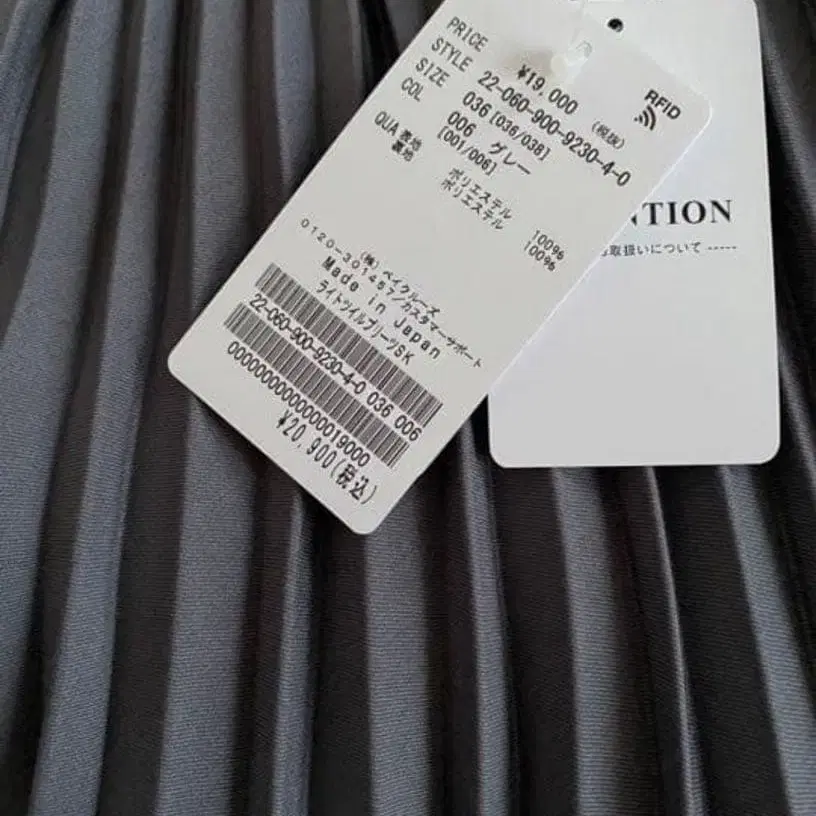 PRICE ¥19,000 (税抜)
STYLE 22-060-900-9230-4-0
SIZE 036 [036/038]
COL 006 グレー
[001/006]
QUA 表地 ポリエステル 100%
裏地 ポリエステル 100%
(株)ベイクルーズ
0120-301457/カスタマーサポート
Made in Japan
ライトツイルプリーツSK
22-060-900-9230-4-0 036 006
¥20,900(税込)
RFID
NTION
取扱いについて -----